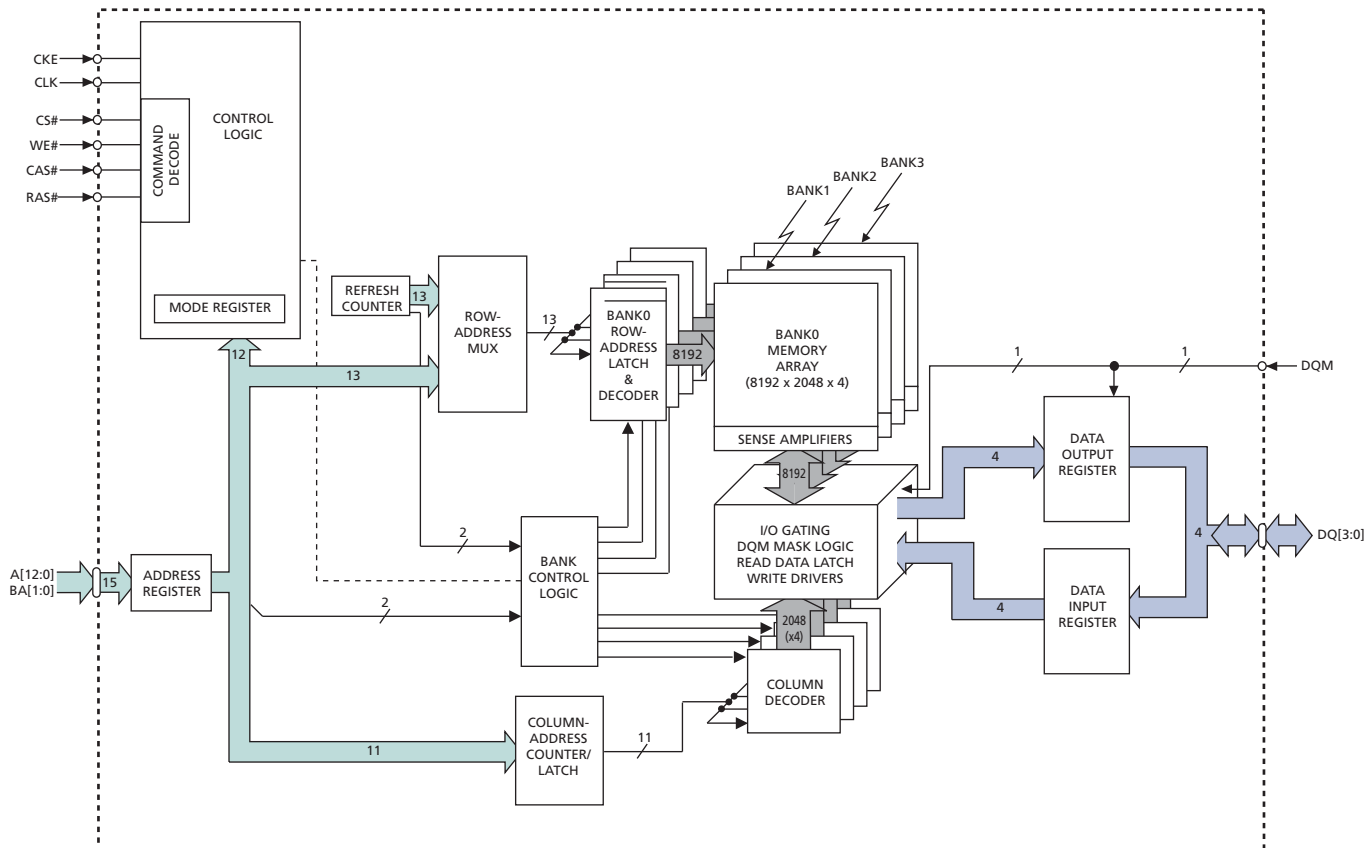 CKE
CLK
CS#
WE#
CAS#
RAS#
COMMAND
DECODE
CONTROL
LOGIC
MODE REGISTER
12
REFRESH
COUNTER
13
13
ROW-
ADDRESS
MUX
13
BANK0
ROW-
ADDRESS
LATCH
&
DECODER
8192
BANK1
BANK2
BANK3
BANK0
MEMORY
ARRAY
(8192 x 2048 x 4)
SENSE AMPLIFIERS
8192
I/O GATING
DQM MASK LOGIC
READ DATA LATCH
WRITE DRIVERS
1
1
DQM
4
DATA
OUTPUT
REGISTER
4
DQ[3:0]
4
DATA
INPUT
REGISTER
A[12:0]
BA[1:0]
15
ADDRESS
REGISTER
2
2
BANK
CONTROL
LOGIC
2048
(x4)
COLUMN
DECODER
11
COLUMN-
ADDRESS
COUNTER/
LATCH
11